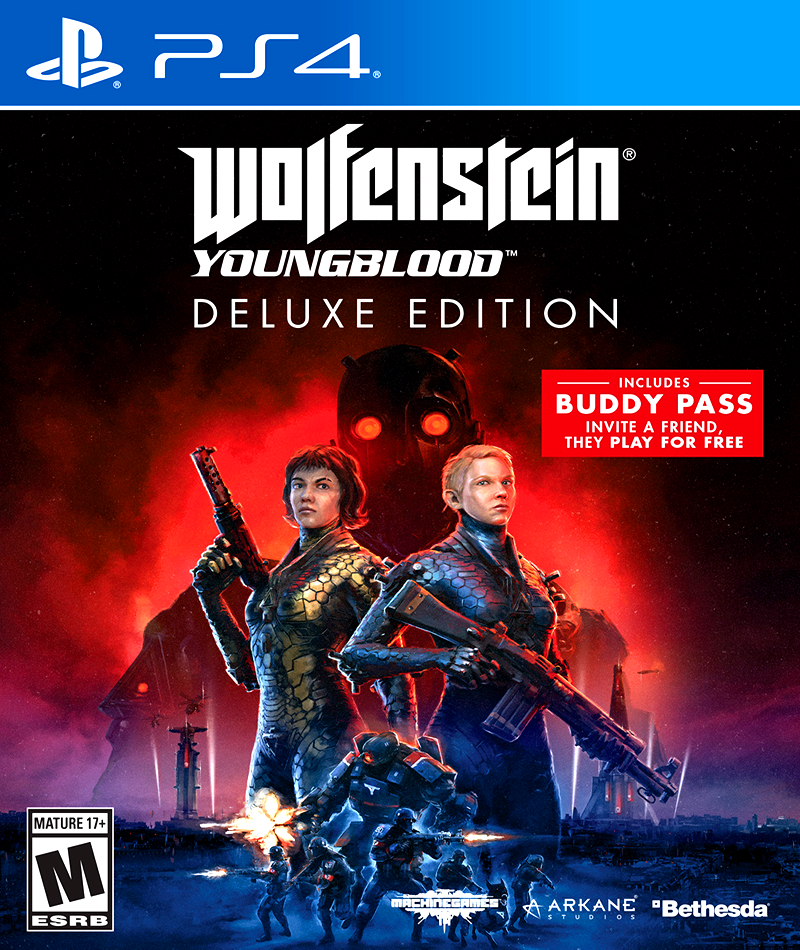 PS4®
Wolfenstein®
YOUNGBLOOD™
DELUXE EDITION
INCLUDES
BUDDY PASS
INVITE A FRIEND,
THEY PLAY FOR FREE
MATURE 17+
M
ESRB
MACHINEGAMES
ARKANE®
STUDIOS
Bethesda®